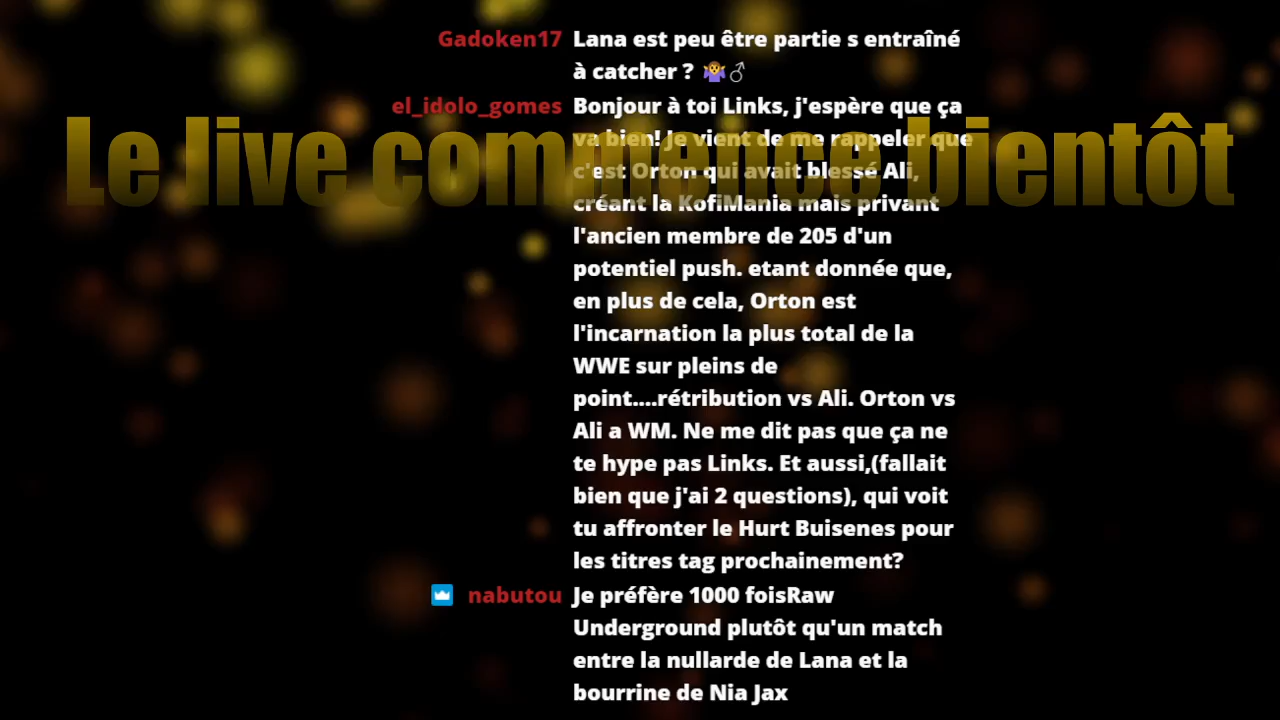 Gadoken17 Lana est peu être partie s entraîné
à catcher ? 🤷‍♂
el_idolo_gomes Bonjour à toi Links, j'espère que ça
va bien! Je vient de me rappeler que
Le live commence bientôt
c'est Orton qui avait blessé Ali,
créant la KofiMania mais privant
l'ancien membre de 205 d'un
potentiel push. etant donnée que,
en plus de cela, Orton est
l'incarnation la plus total de la
WWE sur pleins de
point....rétribution vs Ali. Orton vs
Ali a WM. Ne me dit pas que ça ne
te hype pas Links. Et aussi,(fallait
bien que j'ai 2 questions), qui voit
tu affronter le Hurt Buisenes pour
les titres tag prochainement?
nabutou Je préfère 1000 foisRaw
Underground plutôt qu'un match
entre la nullarde de Lana et la
bourrine de Nia Jax